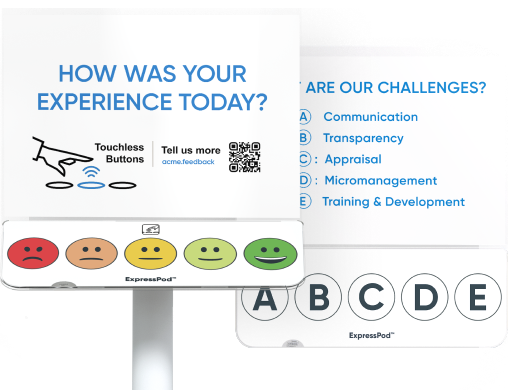 HOW WAS YOUR
EXPERIENCE TODAY?
Touchless
Buttons
Tell us more
acme.feedback
ExpressPod™
ARE OUR CHALLENGES?
A) Communication
B) Transparency
C) : Appraisal
D) : Micromanagement
E) Training & Development
A B C D E
ExpressPod™